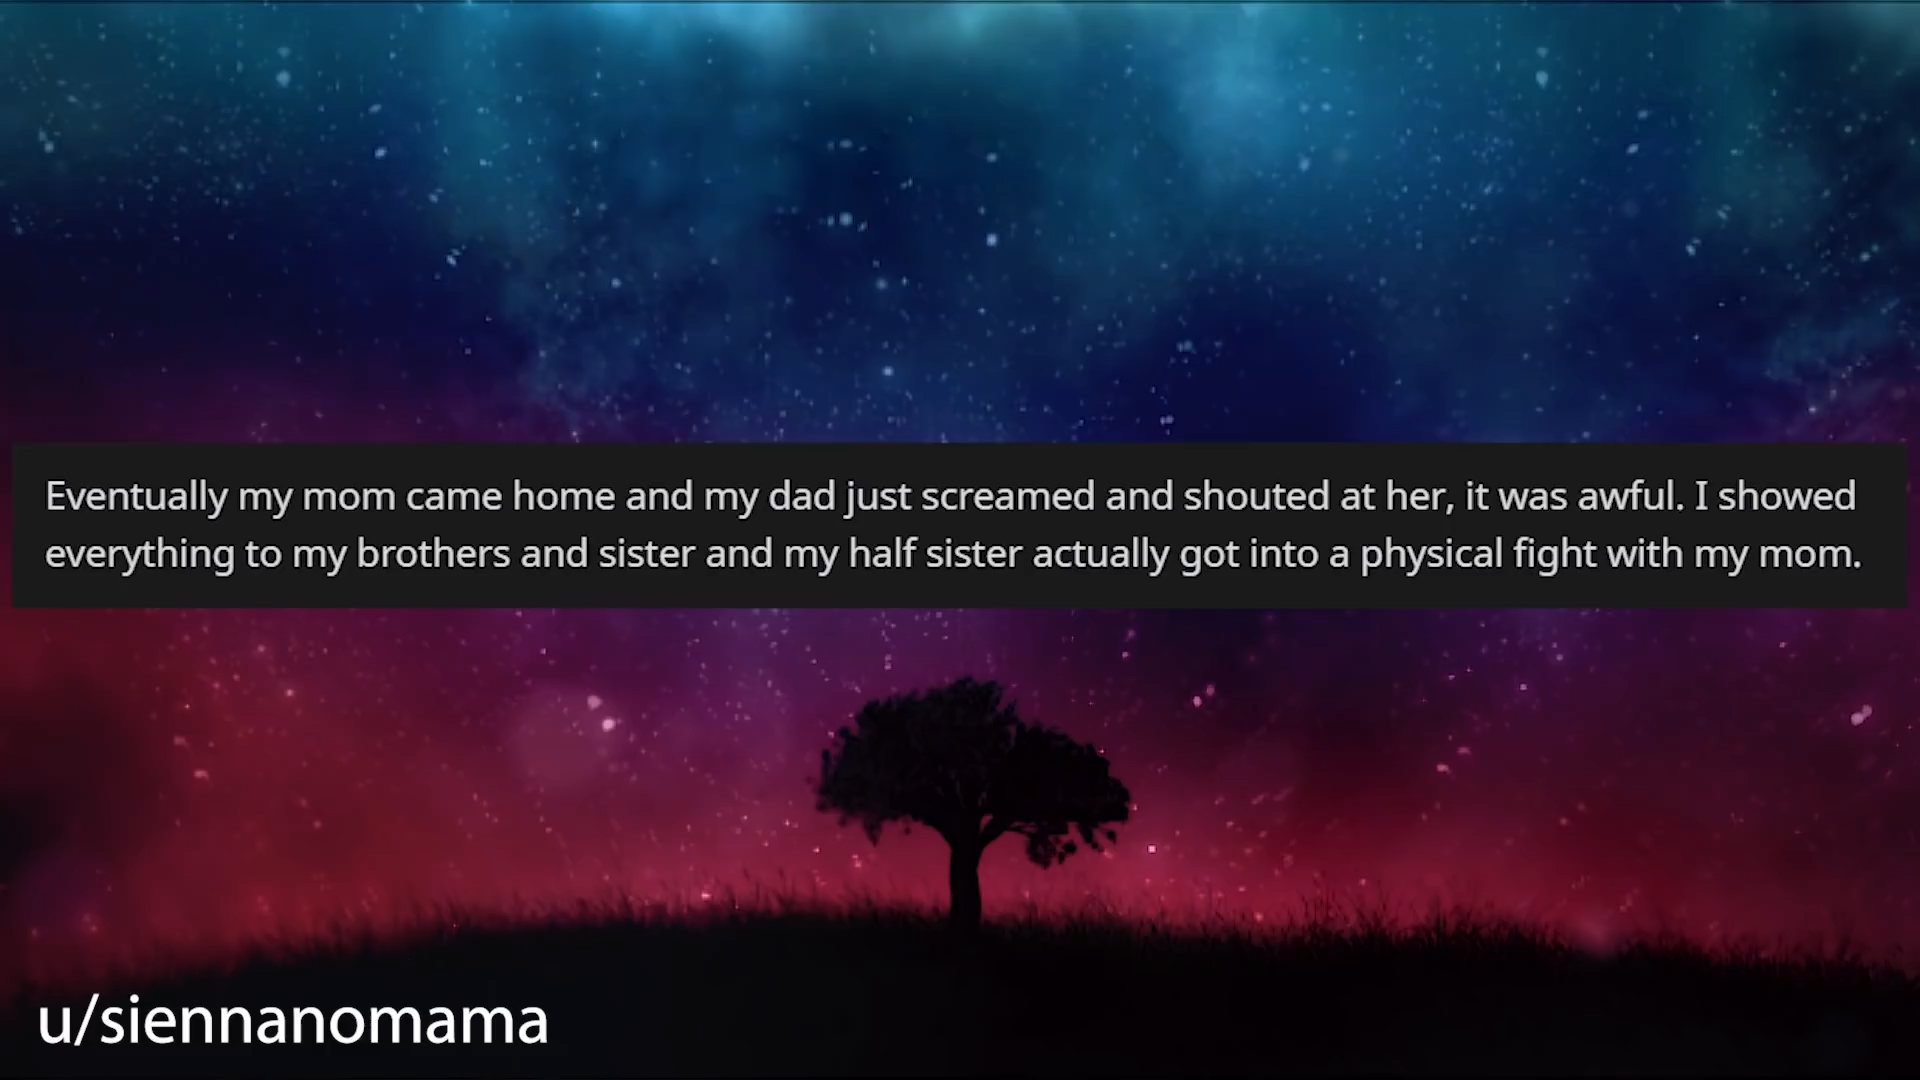 Eventually my mom came home and my dad just screamed and shouted at her, it was awful. I showed
everything to my brothers and sister and my half sister actually got into a physical fight with my mom.
u/siennanomama